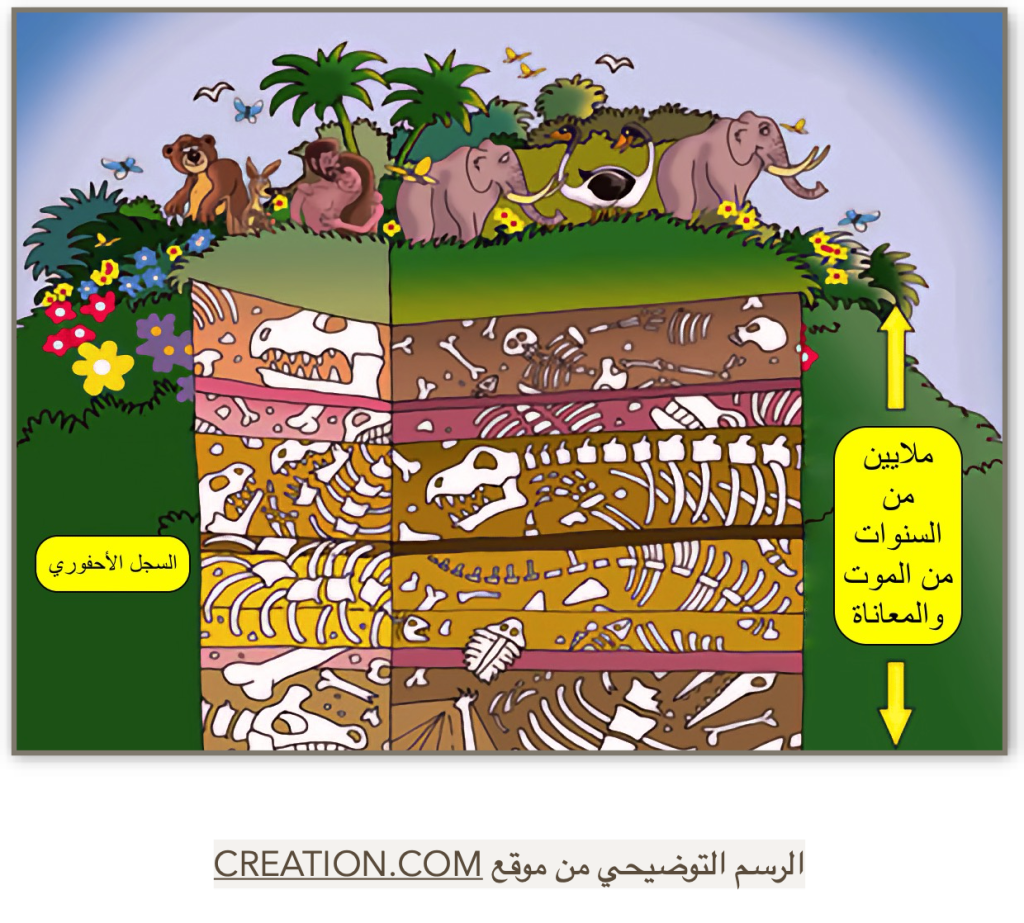 ملايين
من
السنوات
من الموت
والمعاناة
السجل الأحفوري
الرسم التوضيحي من موقع CREATION.COM